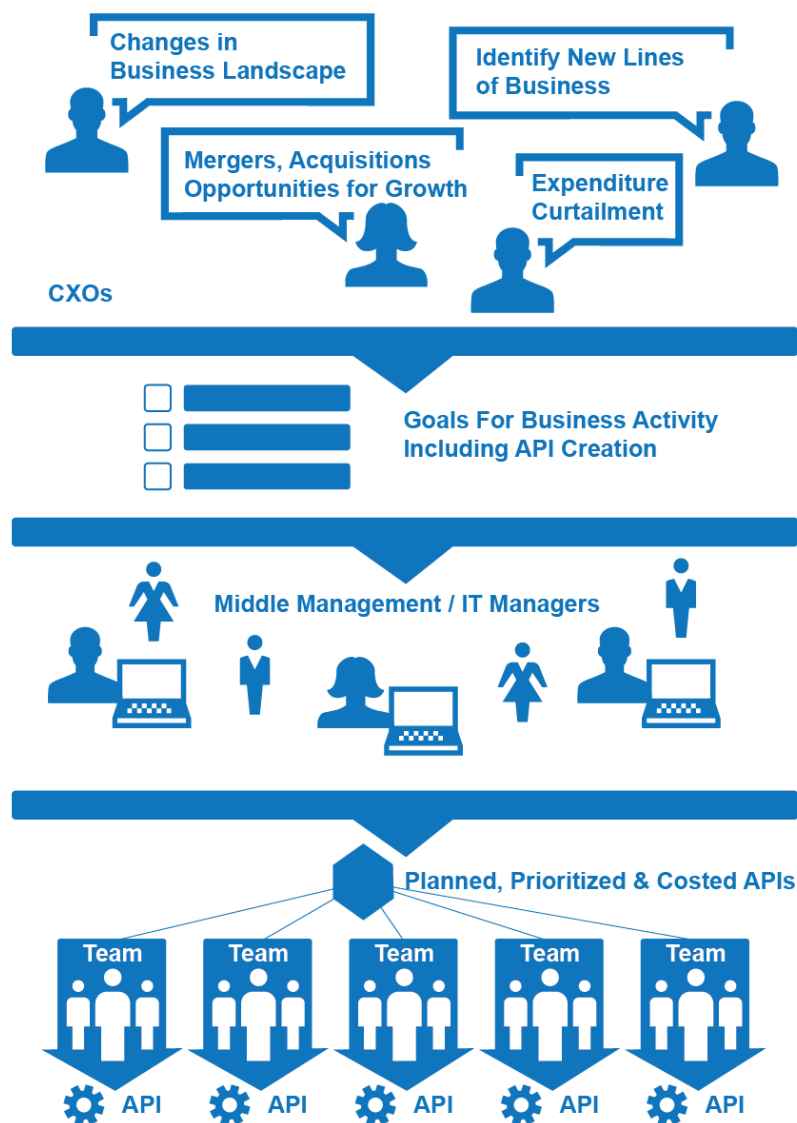 Changes in
Business Landscape
Identify New Lines
of Business
Mergers, Acquisitions
Opportunities for Growth
Expenditure
Curtailment
CXOs
Goals For Business Activity
Including API Creation
Middle Management / IT Managers
Planned, Prioritized & Costed APIs
Team
Team
Team
Team
Team
API
API
API
API
API